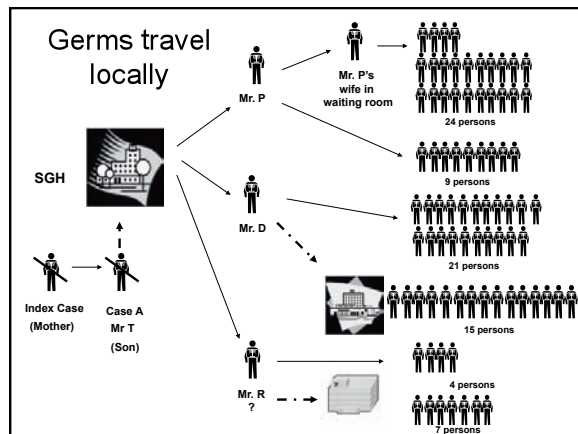 Germs travel
locally
Mr. P
Mr. P's
wife in
waiting room
24 persons
9 persons
SGH
Mr. D
21 persons
Index Case
(Mother)
Case A
Mr T
(Son)
15 persons
Mr. R
?
4 persons
7 persons